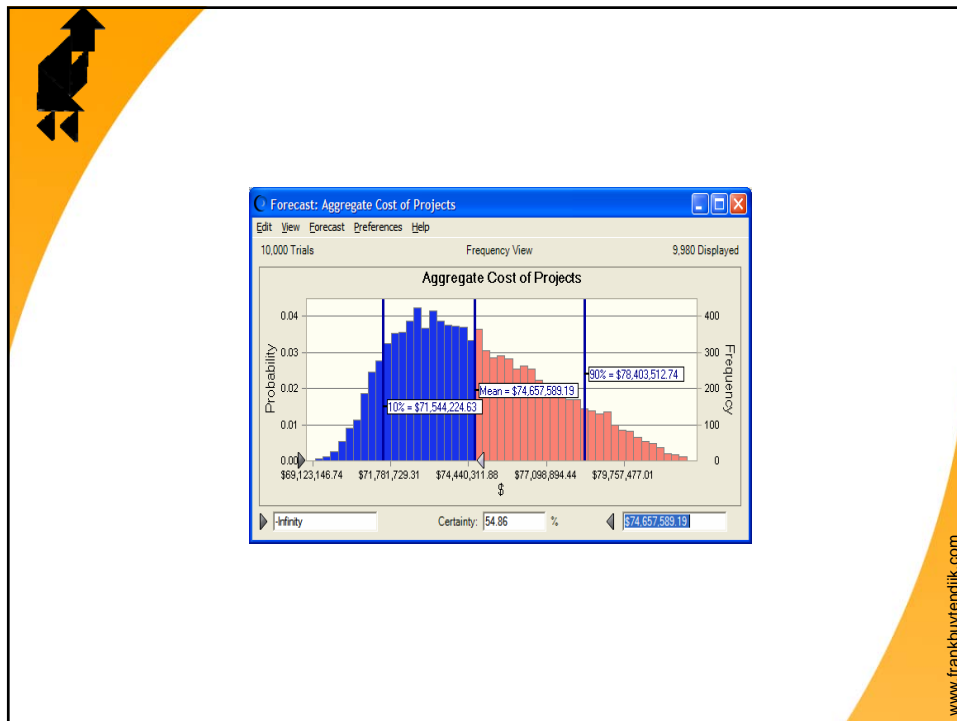 Forecast: Aggregate Cost of Projects
Edit View Forecast Preferences Help
10,000 Trials Frequency View 9,980 Displayed
Aggregate Cost of Projects
Probability
0.04
0.03
0.02
0.01
0.00
10% = $71,544,224.63
Mean = $74,657,589.19
90% = $78,403,512.74
400
300
200
100
0
Frequency
$69,123,146.74 $71,781,729.31 $74,440,311.88 $77,098,894.44 $79,757,477.01
$
-Infinity Certainty: 54.86 % $74,657,589.19
www.frankbuytendijk.com